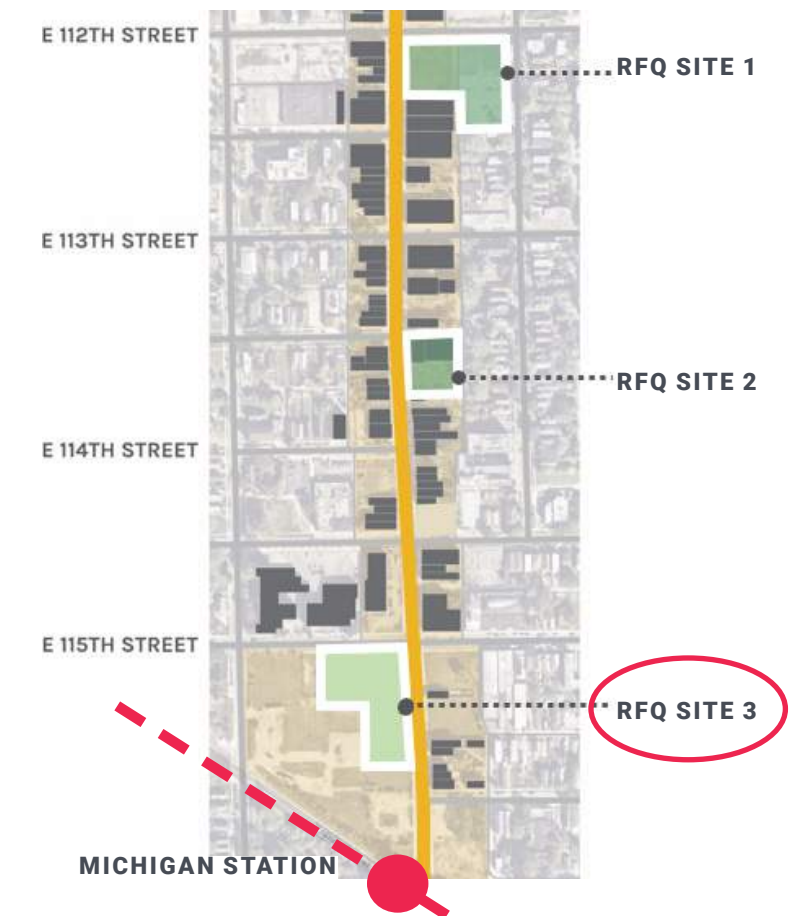 E 112TH STREET
RFQ SITE 1
E 113TH STREET
RFQ SITE 2
E 114TH STREET
E 115TH STREET
RFQ SITE 3
MICHIGAN STATION